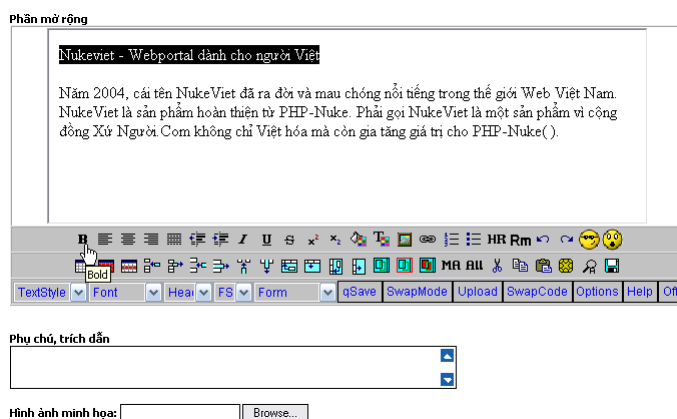 Phần mở rộng
Nukeviet - Webportal dành cho người Việt
Năm 2004, cái tên NukeViet đã ra đời và mau chóng nổi tiếng trong thế giới Web Việt Nam.
NukeViet là sản phẩm hoàn thiện từ PHP-Nuke. Phải gọi NukeViet là một sản phẩm vì cộng
đồng Xứ Người.Com không chỉ Việt hóa mà còn gia tăng giá trị cho PHP-Nuke( ).
B I U S x² x₂ HR Rm
MA All
Bold
TextStyle Font Head FS Form qSave SwapMode Upload SwapCode Options Help Off
Phụ chú, trích dẫn
Hình ảnh minh họa: Browse...